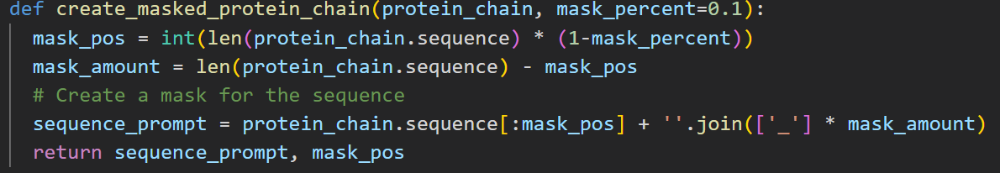 def create_masked_protein_chain(protein_chain, mask_percent=0.1):
  mask_pos = int(len(protein_chain.sequence) * (1-mask_percent))
  mask_amount = len(protein_chain.sequence) - mask_pos
  # Create a mask for the sequence
  sequence_prompt = protein_chain.sequence[:mask_pos] + ''.join(['_'] * mask_amount)
  return sequence_prompt, mask_pos